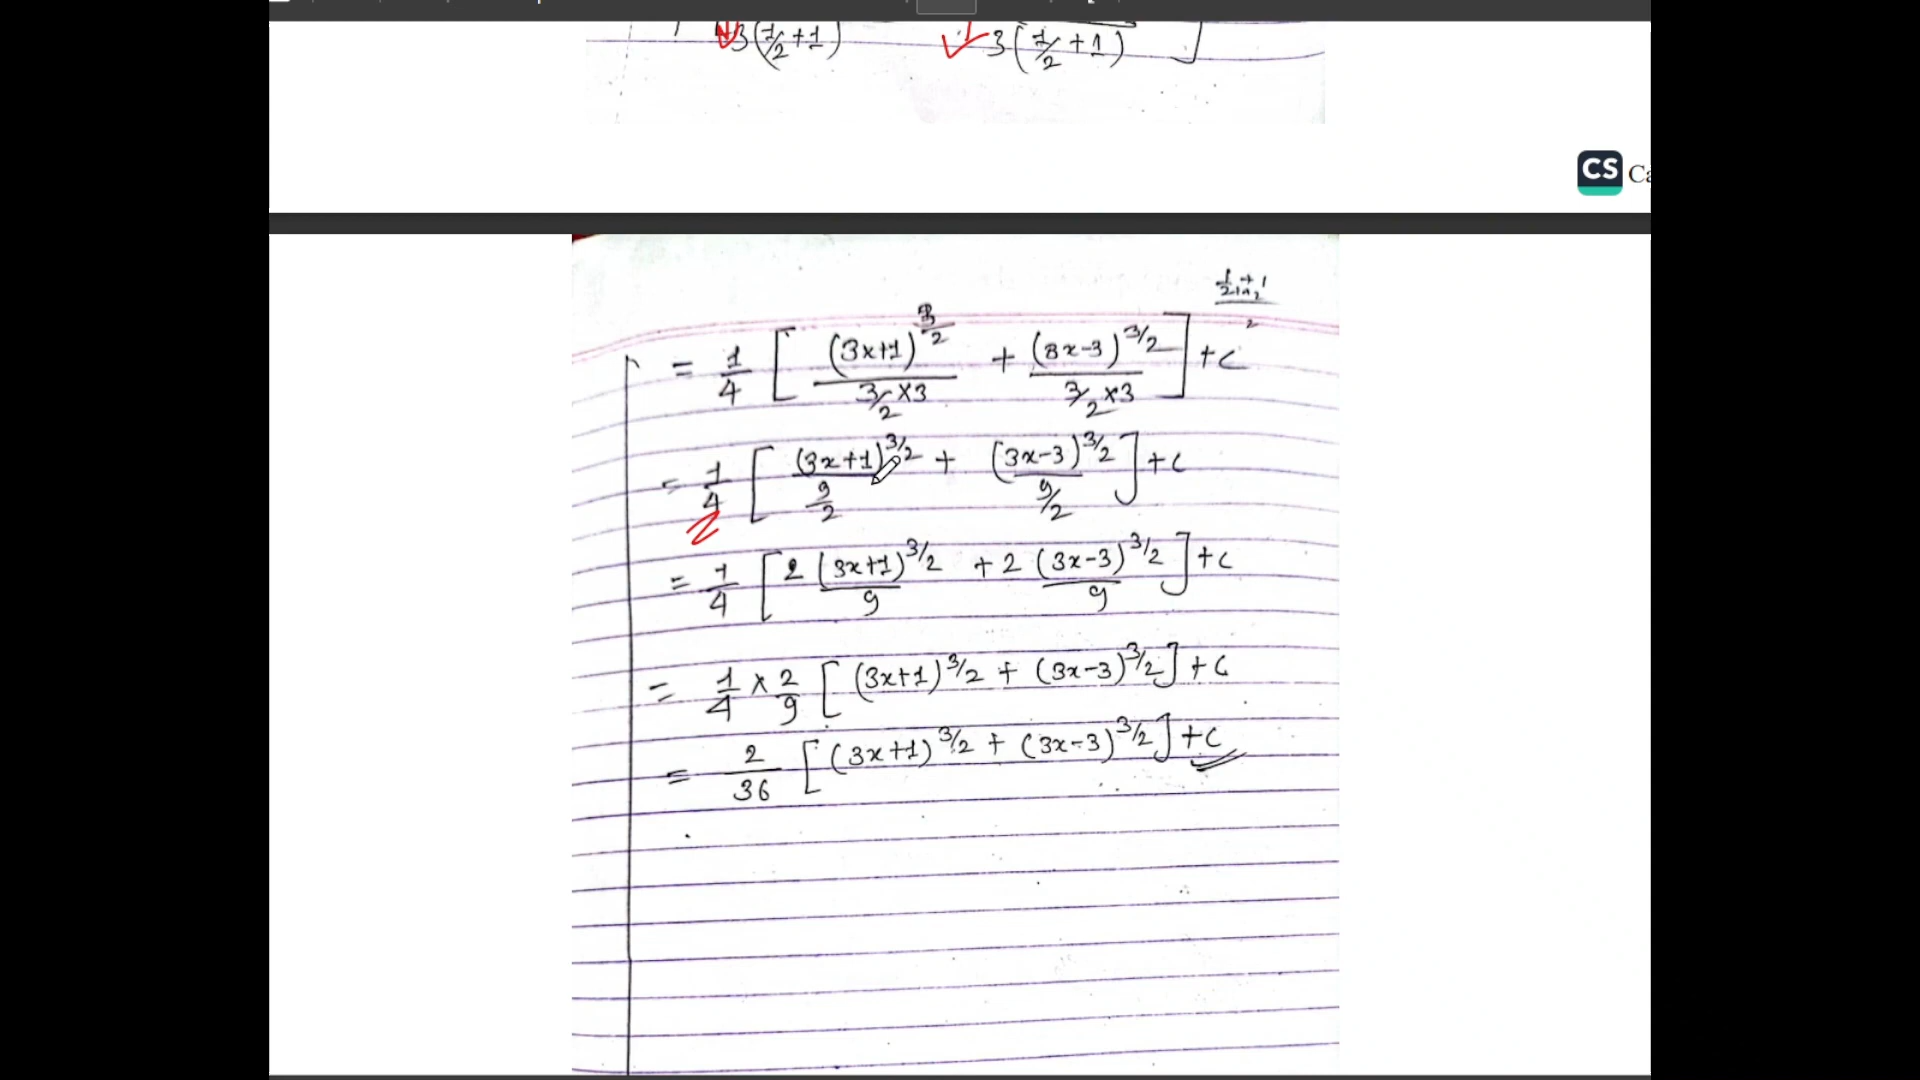 3(1/2+1) 3(1/2+1) ]
CS Ca
= 1/4 [ (3x+1)^3/2 / 3/2×3 + (3x-3)^3/2 / 3/2×3 ] +c
= 1/4 [ (3x+1)^3/2 / 9/2 + (3x-3)^3/2 / 9/2 ] +c
= 1/4 [ 2(3x+1)^3/2 / 9 + 2(3x-3)^3/2 / 9 ] +c
= 1/4 × 2/9 [ (3x+1)^3/2 + (3x-3)^3/2 ] +c
= 2/36 [ (3x+1)^3/2 + (3x-3)^3/2 ] +c